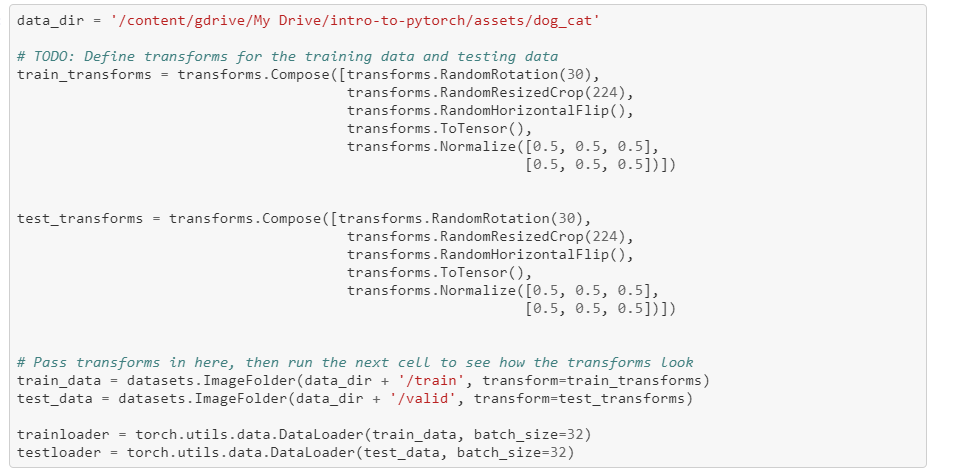 data_dir = '/content/gdrive/My Drive/intro-to-pytorch/assets/dog_cat'
# TODO: Define transforms for the training data and testing data
train_transforms = transforms.Compose([transforms.RandomRotation(30),
transforms.RandomResizedCrop(224),
transforms.RandomHorizontalFlip(),
transforms.ToTensor(),
transforms.Normalize([0.5, 0.5, 0.5],
[0.5, 0.5, 0.5])])
test_transforms = transforms.Compose([transforms.RandomRotation(30),
transforms.RandomResizedCrop(224),
transforms.RandomHorizontalFlip(),
transforms.ToTensor(),
transforms.Normalize([0.5, 0.5, 0.5],
[0.5, 0.5, 0.5])])
# Pass transforms in here, then run the next cell to see how the transforms look
train_data = datasets.ImageFolder(data_dir + '/train', transform=train_transforms)
test_data = datasets.ImageFolder(data_dir + '/valid', transform=test_transforms)
trainloader = torch.utils.data.DataLoader(train_data, batch_size=32)
testloader = torch.utils.data.DataLoader(test_data, batch_size=32)